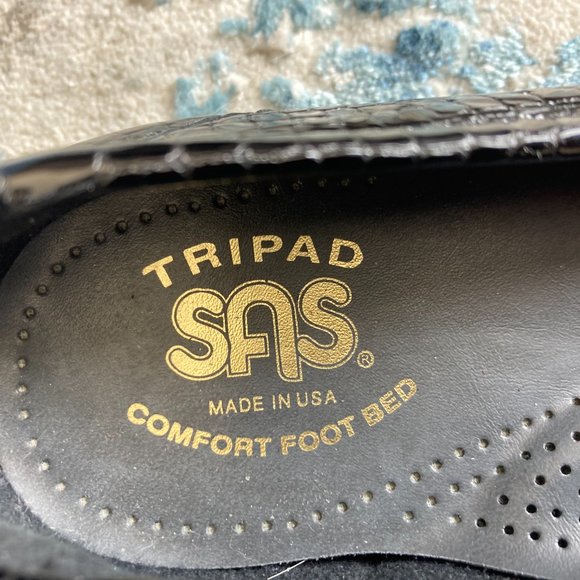 TRIPAD
SAS®
MADE IN USA
COMFORT FOOT BED